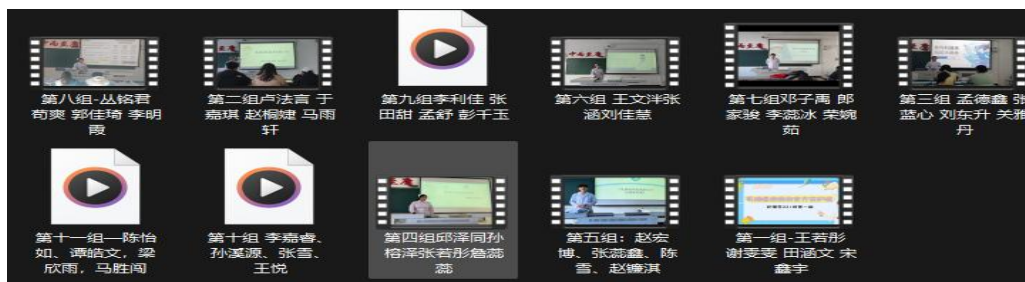 第八组-丛铭君
苟爽 郭佳琦 李明
霞
第二组卢法言 于
嘉琪 赵桐婕 马雨
轩
第九组李利佳 张
田甜 孟舒 彭千玉
第六组 王文泮张
涵刘佳慧
第七组邓子禹 郎
家骏 李蕊冰 荣婉
茹
第三组 孟德鑫 张
蓝心 刘东升 关雅
丹
第十一组—陈怡
如、谭皓文，梁
欣雨，马胜闯
第十组 李嘉睿、
孙溪源、张雪、
王悦
第四组邱泽同孙
榕泽张若彤詹蕊
蕊
第五组：赵宏
博、张蕊鑫、陈
雪、赵镰淇
第一组-王若彤
谢雯雯 田涵文 宋
鑫宇